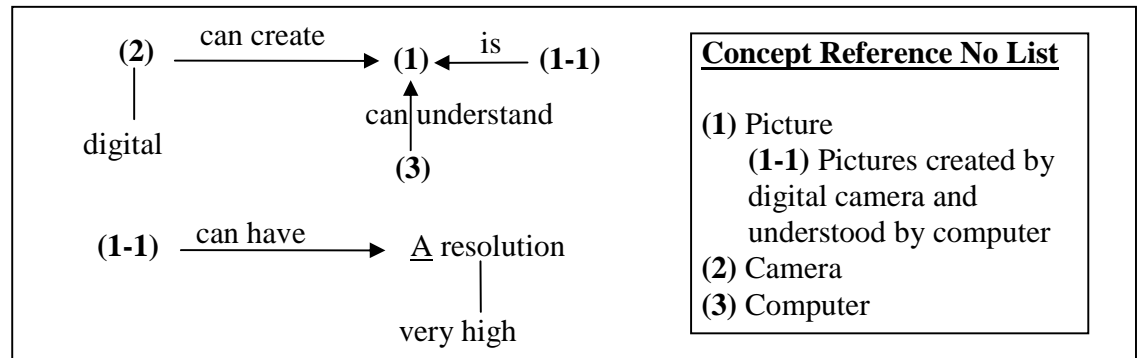 can create
is
(2)
(1)
(1-1)
can understand
digital
(3)
(1-1)
can have
A resolution
very high
Concept Reference No List
(1) Picture
(1-1) Pictures created by
digital camera and
understood by computer
(2) Camera
(3) Computer